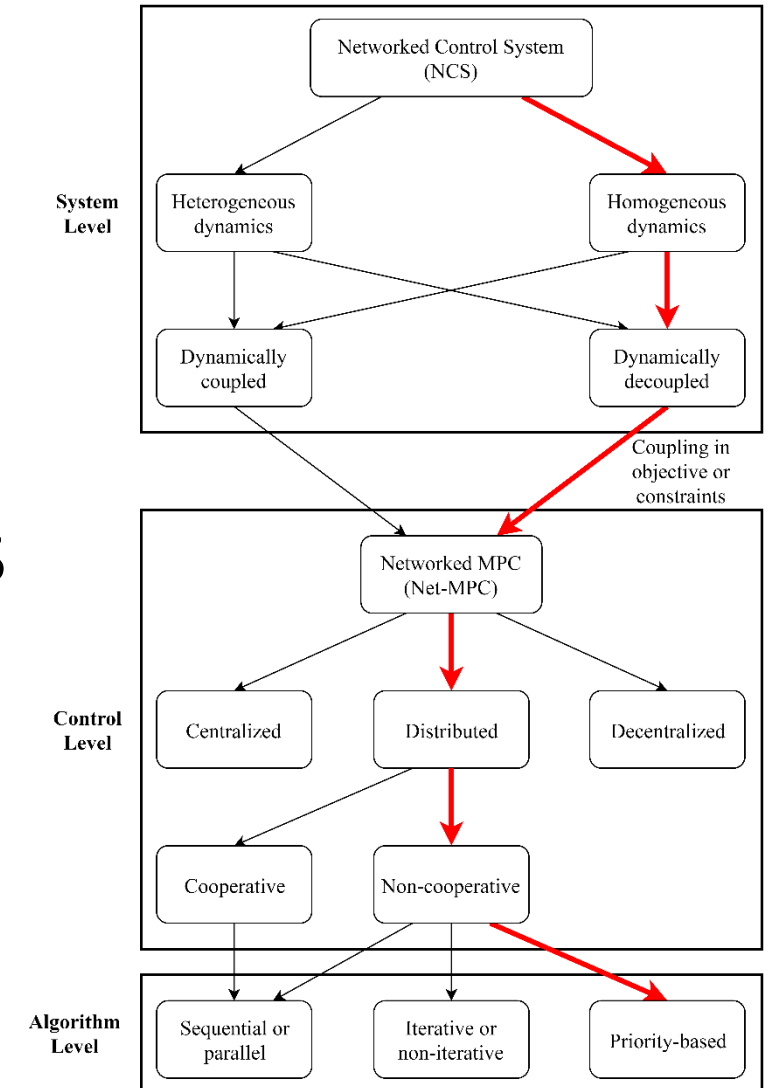 Networked Control System
(NCS)
System
Level
Heterogeneous
dynamics
Homogeneous
dynamics
Dynamically
coupled
Dynamically
decoupled
Coupling in
objective or
constraints
Networked MPC
(Net-MPC)
Control
Level
Centralized
Distributed
Decentralized
Cooperative
Non-cooperative
Algorithm
Level
Sequential or
parallel
Iterative or
non-iterative
Priority-based